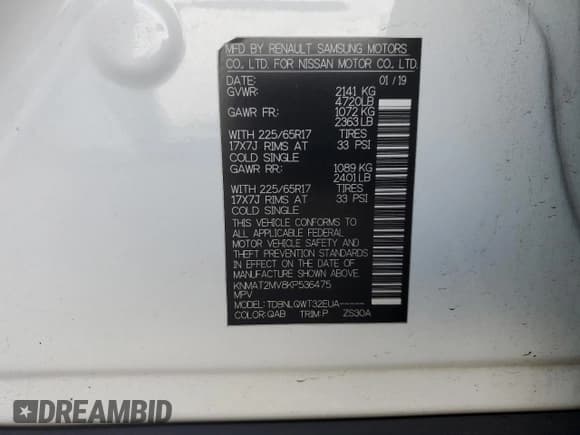 MFD BY RENAULT SAMSUNG MOTORS
CO. LTD. FOR NISSAN MOTOR CO., LTD.
DATE: 01 / 19
GVWR: 2141 KG
4720LB
GAWR FR: 1072 KG
2363LB
WITH 225/65R17 TIRES
17X7J RIMS AT 33 PSI
COLD SINGLE
GAWR RR: 1089 KG
2401LB
WITH 225/65R17 TIRES
17X7J RIMS AT 33 PSI
COLD SINGLE
THIS VEHICLE CONFORMS TO
ALL APPLICABLE FEDERAL
MOTOR VEHICLE SAFETY AND
THEFT PREVENTION STANDARDS
IN EFFECT ON THE DATE OF
MANUFACTURE SHOWN ABOVE.
KNMAT2MV8KP536475
MPV
MODEL:TDBNLQWT32EUA-----
COLOR:QAB TRIM:P ZS30A
DREAMBID